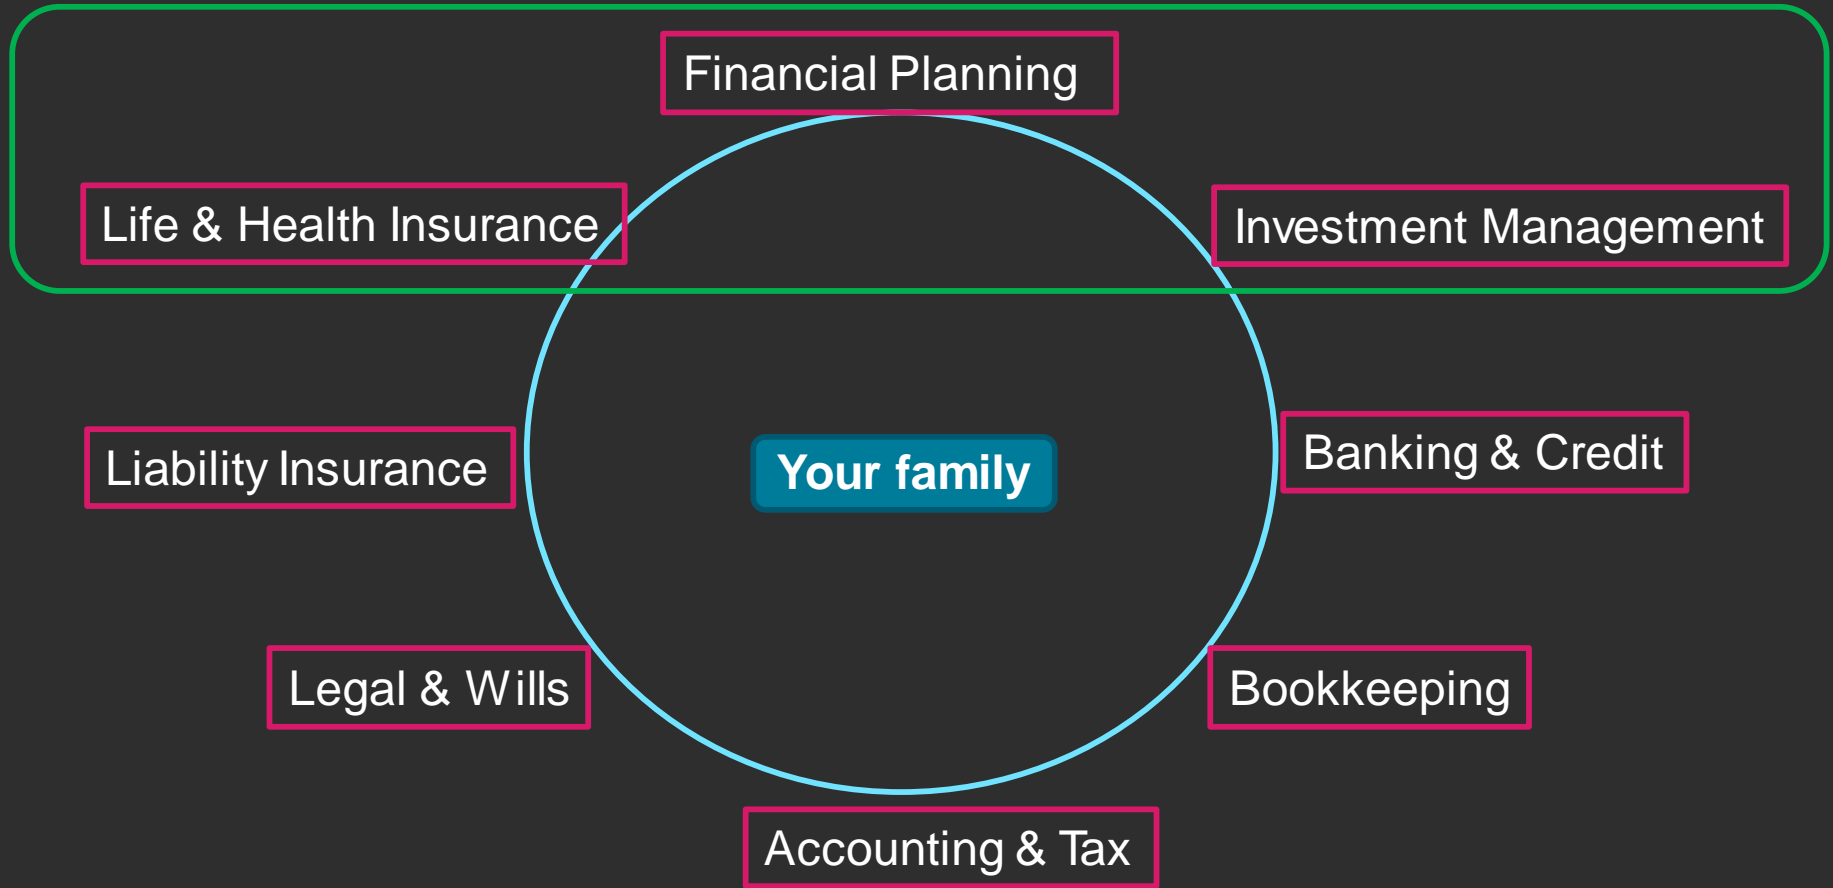 Financial Planning
Life & Health Insurance
Investment Management
Liability Insurance
Your family
Banking & Credit
Legal & Wills
Bookkeeping
Accounting & Tax